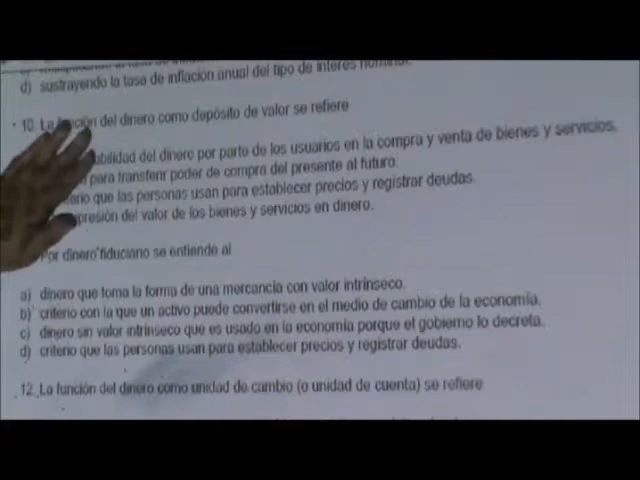 d) sustrayendo la tasa de inflación anual del tipo de interés nominal.
10. La función del dinero como depósito de valor se refiere
del dinero por parte de los usuarios en la compra y venta de bienes y servicios.
para transferir poder de compra del presente al futuro.
que las personas usan para establecer precios y registrar deudas.
del valor de los bienes y servicios en dinero.
Por dinero fiduciario se entiende al
a) dinero que toma la forma de una mercancía con valor intrínseco.
b) criterio con la que un activo puede convertirse en el medio de cambio de la economía.
c) dinero sin valor intrínseco que es usado en la economía porque el gobierno lo decreta.
d) criterio que las personas usan para establecer precios y registrar deudas.
12. La función del dinero como unidad de cambio (o unidad de cuenta) se refiere